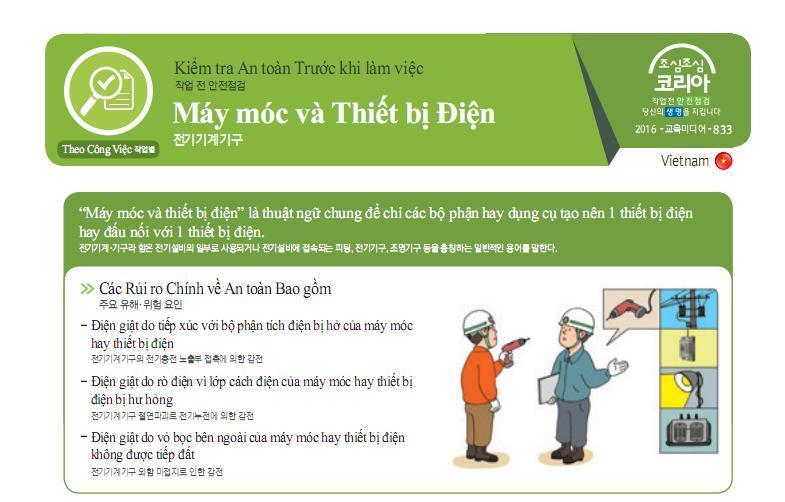 Kiểm tra An toàn Trước khi làm việc
작업 전 안전점검
Máy móc và Thiết bị Điện
전기기계기구
Theo Công Việc 작업별
조심조심
코리아
작업 전 안전점검
당신의 생명을 지킵니다
2016 - 교육미디어 - 833
Vietnam
“Máy móc và thiết bị điện” là thuật ngữ chung để chỉ các bộ phận hay dụng cụ tạo nên 1 thiết bị điện
hay đấu nối với 1 thiết bị điện.
전기기계·기구라 함은 전기설비의 일부로 사용되거나 전기설비에 접속되는 피딩, 전기기구, 조명기구 등을 총칭하는 일반적인 용어를 말한다.
Các Rủi ro Chính về An toàn Bao gồm
주요 유해·위험 요인
- Điện giật do tiếp xúc với bộ phận tích điện bị hở của máy móc
hay thiết bị điện
전기기계기구의 전기충전 노출부 접촉에 의한 감전
- Điện giật do rò điện vì lớp cách điện của máy móc hay thiết bị
điện bị hư hỏng
전기기계기구 절연파괴로 전기누전에 의한 감전
- Điện giật do vỏ bọc bên ngoài của máy móc hay thiết bị điện
không được tiếp đất
전기기계기구 외함 미접지로 인한 감전